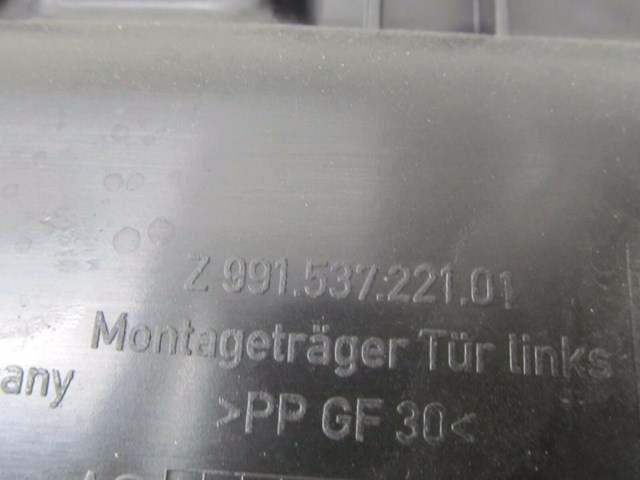 Z 991.537.221.01
Montageträger Tür links
any
>PP GF 30<